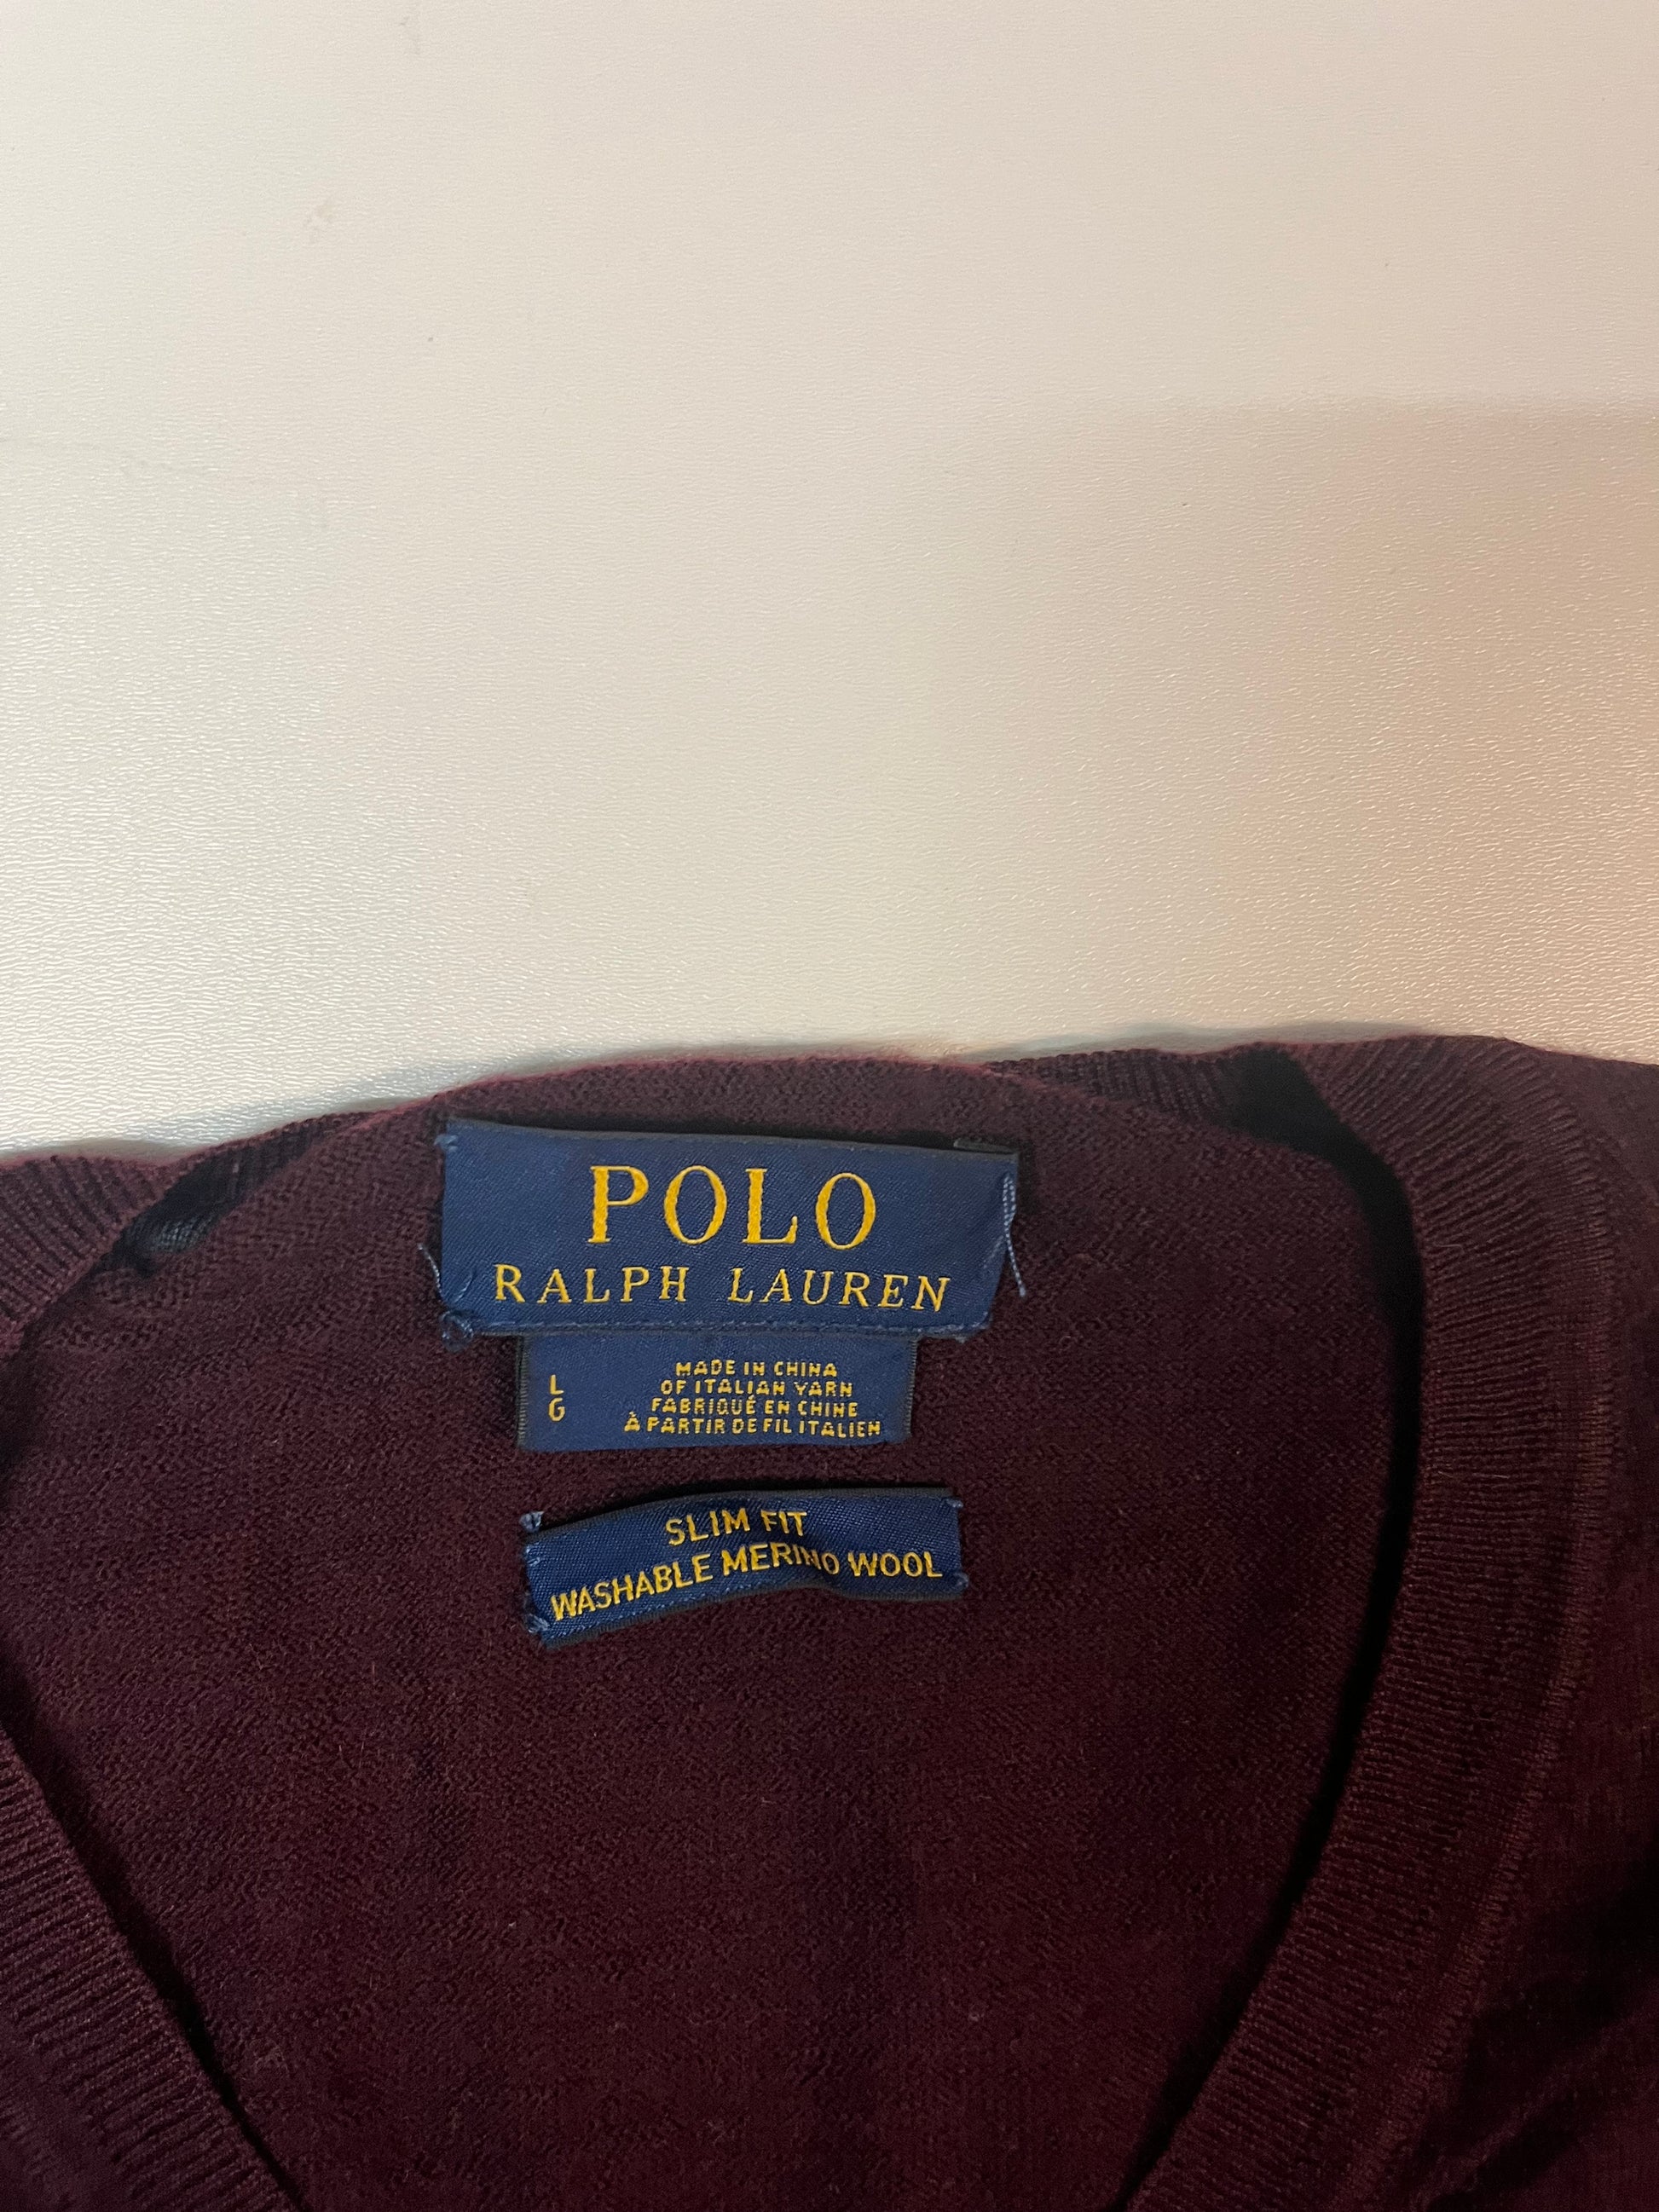 POLO
RALPH LAUREN
L
G
MADE IN CHINA
OF ITALIAN YARN
FABRIQUÉ EN CHINE
À PARTIR DE FIL ITALIEN
SLIM FIT
WASHABLE MERINO WOOL